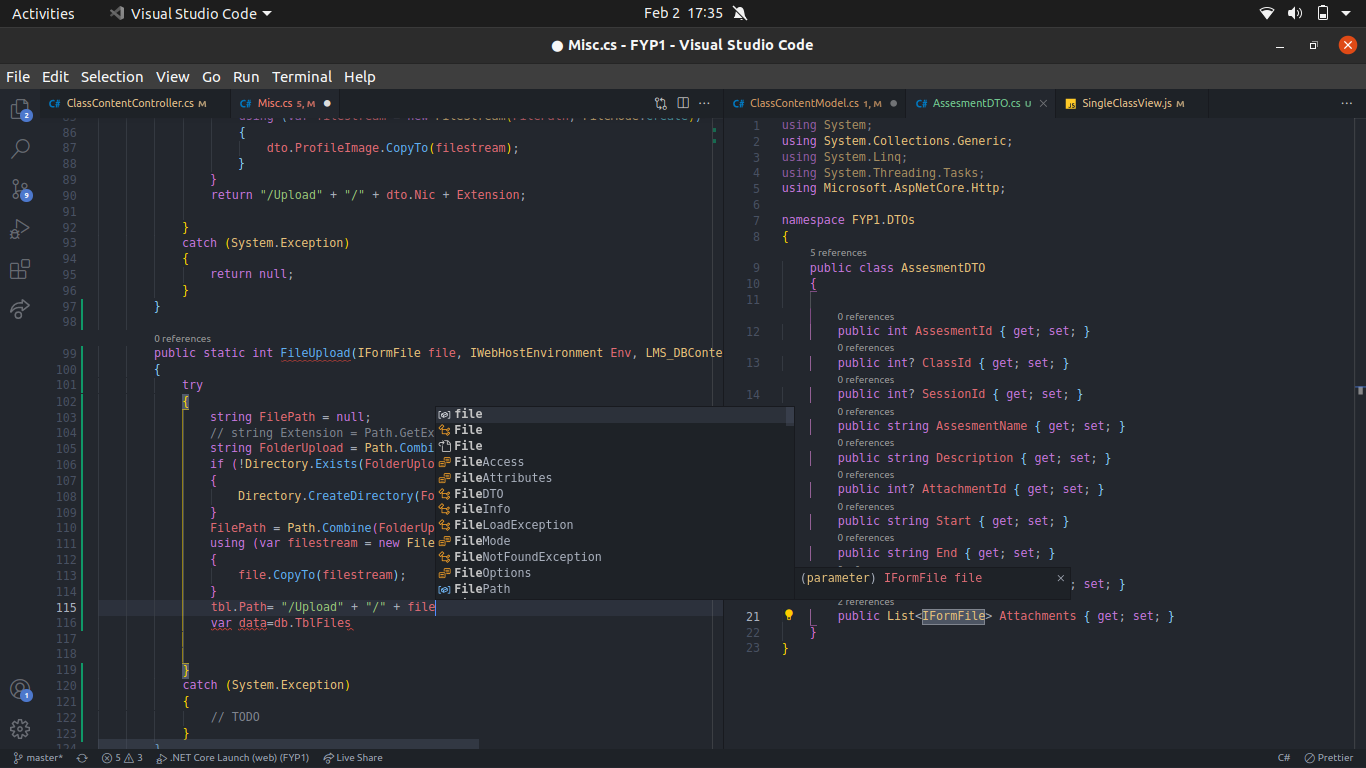 Activities
Visual Studio Code
Feb 2 17:35
Misc.cs - FYP1 - Visual Studio Code
File Edit Selection View Go Run Terminal Help
C# ClassContentController.cs M
C# Misc.cs 5, M
C# ClassContentModel.cs 1, M
C# AssesmentDTO.cs U
JS SingleClassView.js M
86 {
87 dto.ProfileImage.CopyTo(filestream);
88 }
89 }
90 return "/Upload" + "/" + dto.Nic + Extension;
91
92 }
93 catch (System.Exception)
94 {
95 return null;
96 }
97 }
98
0 references
99 public static int FileUpload(IFormFile file, IWebHostEnvironment Env, LMS_DBConte
100 {
101 try
102 {
103 string FilePath = null;
104 // string Extension = Path.GetEx
105 string FolderUpload = Path.Combi
106 if (!Directory.Exists(FolderUplo
107 {
108 Directory.CreateDirectory(Fo
109 }
110 FilePath = Path.Combine(FolderUp
111 using (var filestream = new File
112 {
113 file.CopyTo(filestream);
114 }
115 tbl.Path= "/Upload" + "/" + file
116 var data=db.TblFiles
117
118
119 }
120 catch (System.Exception)
121 {
122 // TODO
123 }
124 }
file
File
File
FileAccess
FileAttributes
FileDTO
FileInfo
FileLoadException
FileMode
FileNotFoundException
FileOptions
FilePath
(parameter) IFormFile file
1 using System;
2 using System.Collections.Generic;
3 using System.Linq;
4 using System.Threading.Tasks;
5 using Microsoft.AspNetCore.Http;
6
7 namespace FYP1.DTOs
8 {
5 references
9 public class AssesmentDTO
10 {
11
0 references
12 public int AssesmentId { get; set; }
0 references
13 public int? ClassId { get; set; }
0 references
14 public int? SessionId { get; set; }
0 references
public string AssesmentName { get; set; }
0 references
public string Description { get; set; }
0 references
public int? AttachmentId { get; set; }
0 references
public string Start { get; set; }
0 references
public string End { get; set; }
; set; }
2 references
21 public List<IFormFile> Attachments { get; set; }
22 }
23 }
2
9
1
master*
5 3
.NET Core Launch (web) (FYP1)
Live Share
C#
Prettier